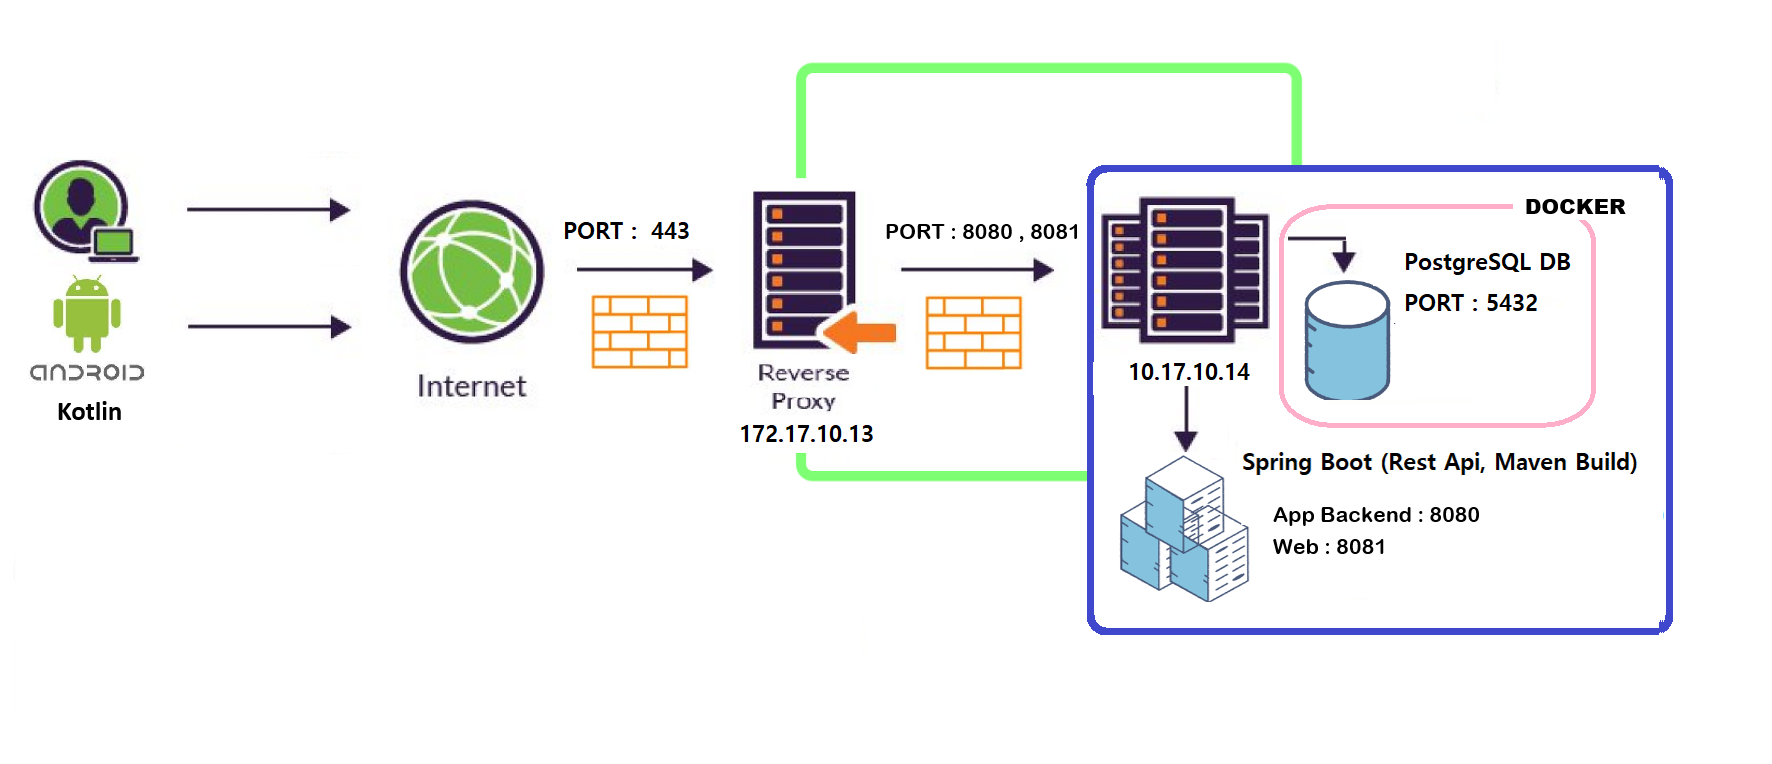 ANDROID
Kotlin
Internet
PORT :  443
Reverse
Proxy
172.17.10.13
PORT : 8080 , 8081
10.17.10.14
DOCKER
PostgreSQL DB
PORT : 5432
Spring Boot (Rest Api, Maven Build)
App Backend : 8080
Web : 8081